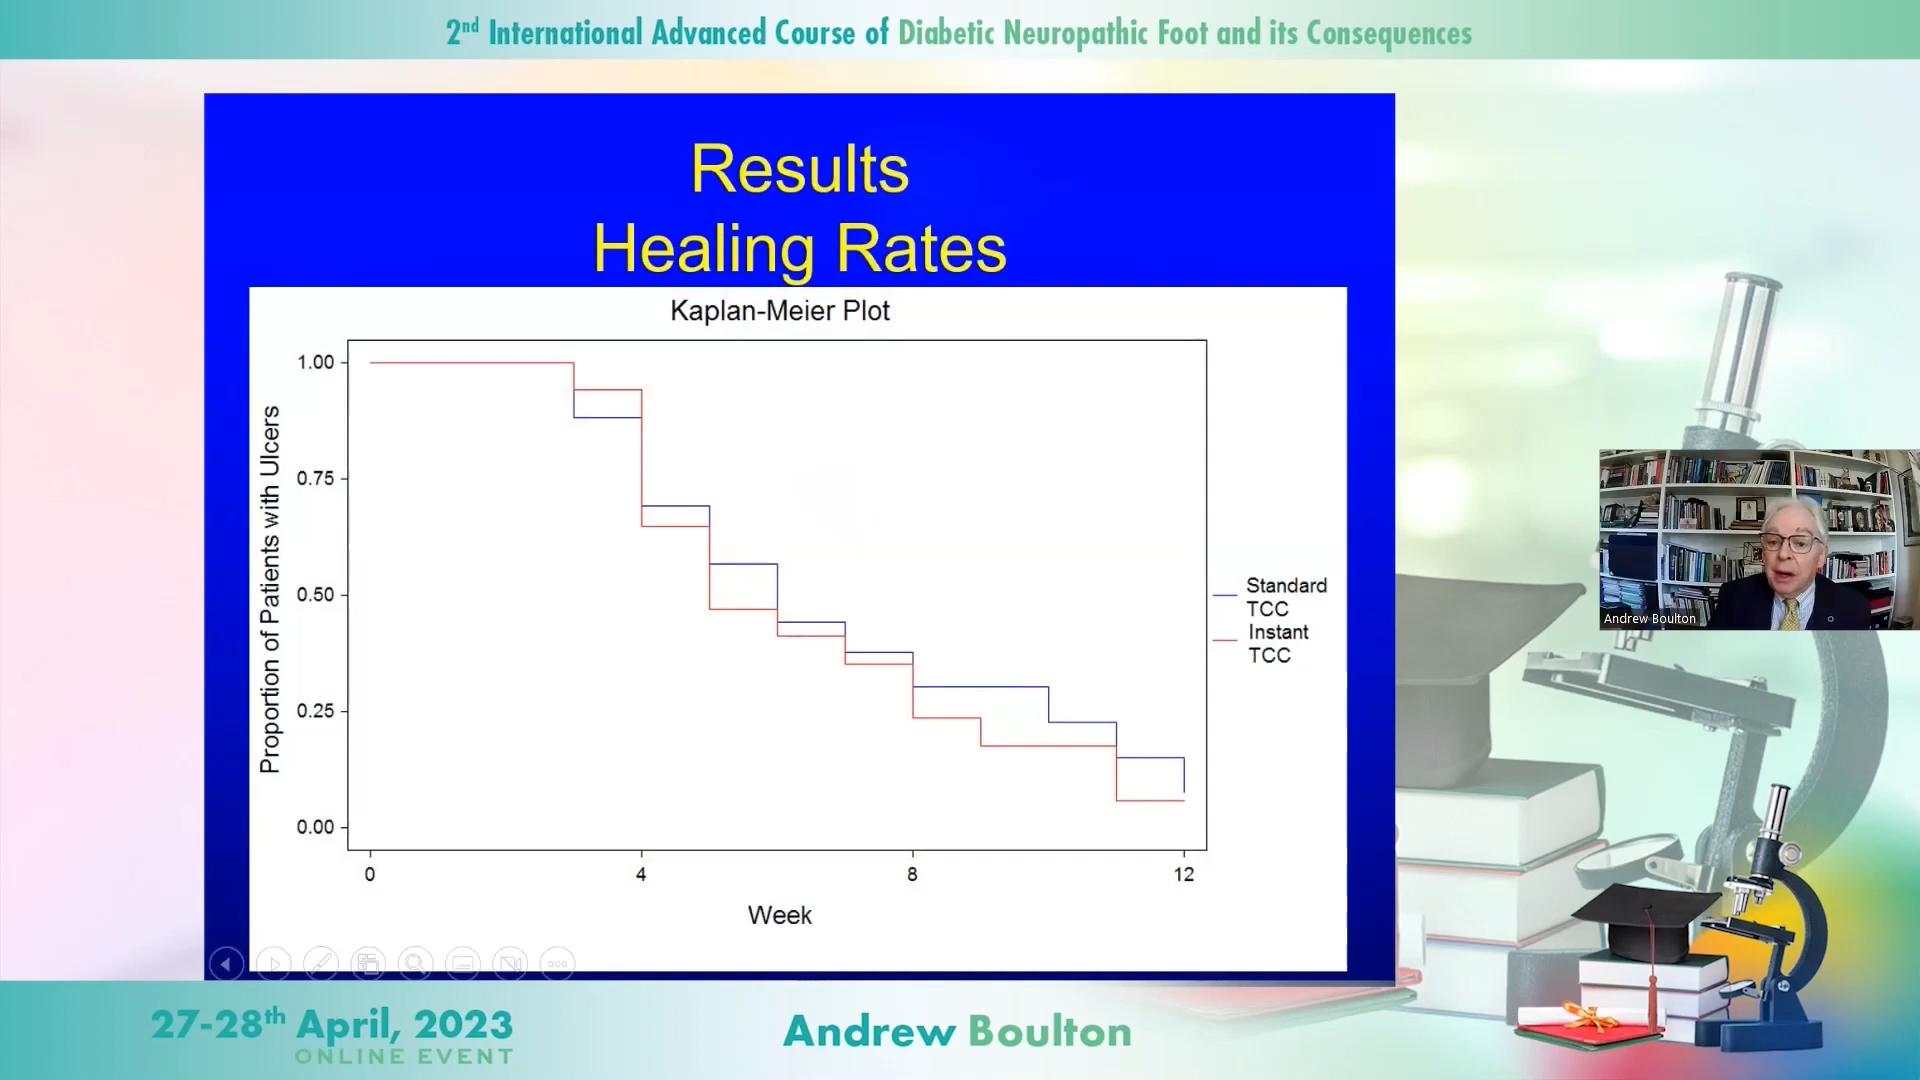 2nd International Advanced Course of Diabetic Neuropathic Foot and its Consequences
Results
Healing Rates
Kaplan-Meier Plot
Proportion of Patients with Ulcers
1.00
0.75
0.50
0.25
0.00
0
4
8
12
Week
Standard
TCC
Instant
TCC
Andrew Boulton
27-28th April, 2023
ONLINE EVENT
Andrew Boulton